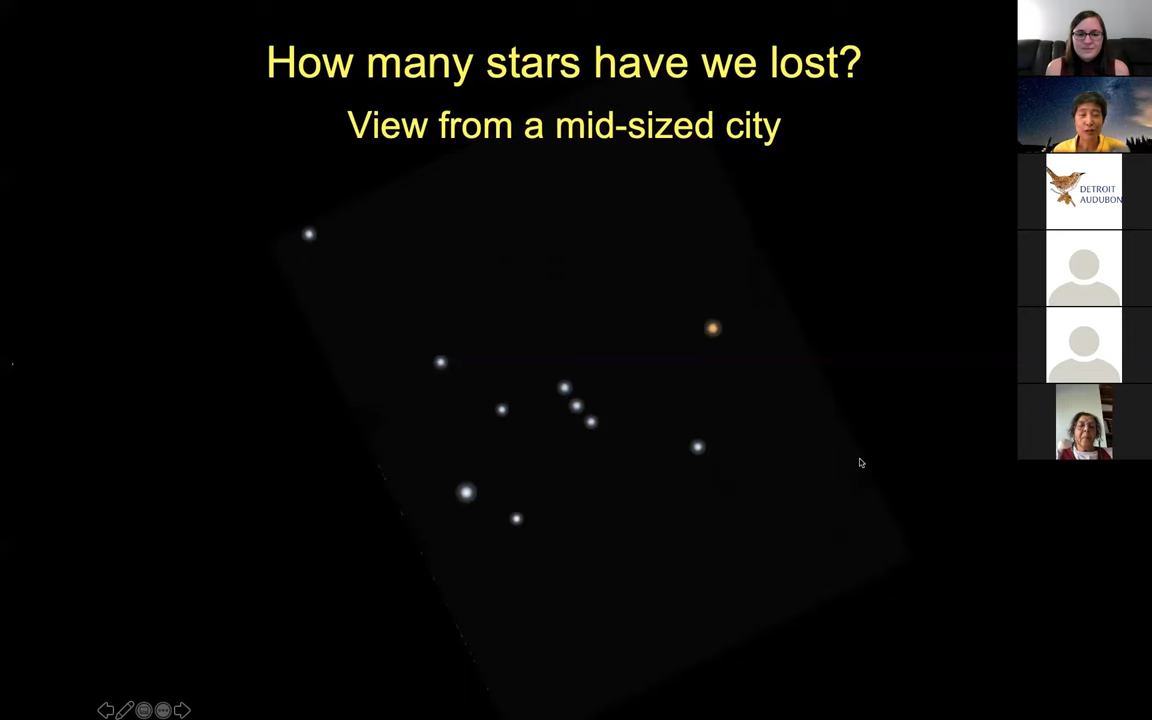 How many stars have we lost?
View from a mid-sized city
DETROIT
AUDUBON